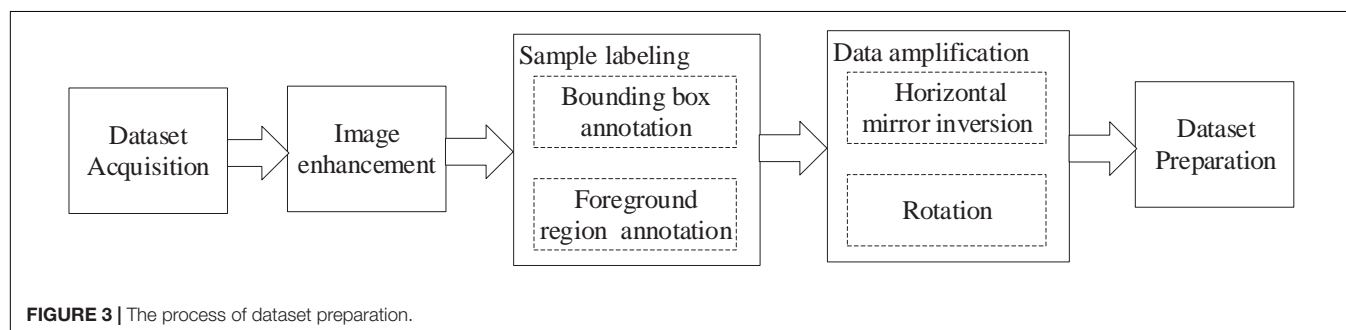 Dataset
Acquisition
Image
enhancement
Sample labeling
Bounding box
annotation
Foreground
region annotation
Data amplification
Horizontal
mirror inversion
Rotation
Dataset
Preparation
FIGURE 3 | The process of dataset preparation.